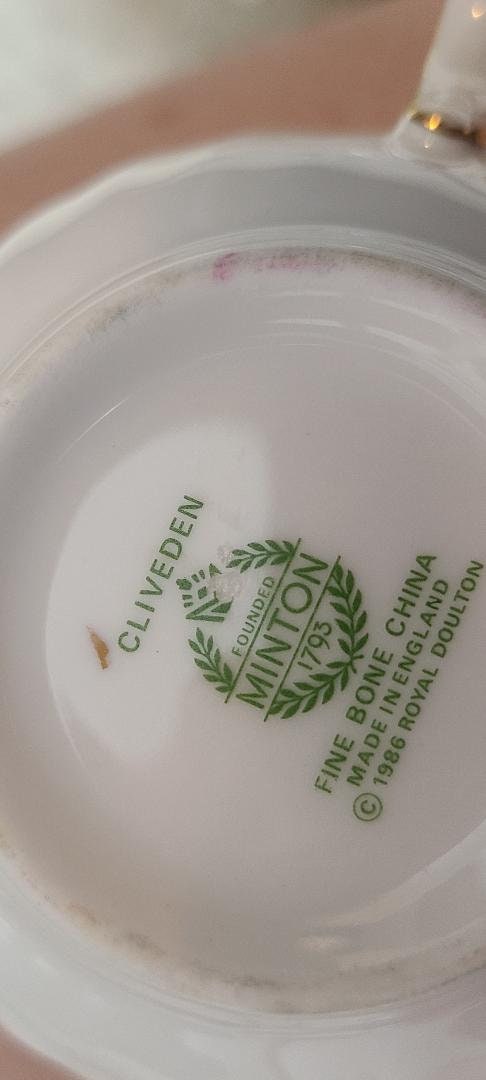 CLIVEDEN
FOUNDED
MINTON
1793
FINE BONE CHINA
MADE IN ENGLAND
© 1986 ROYAL DOULTON